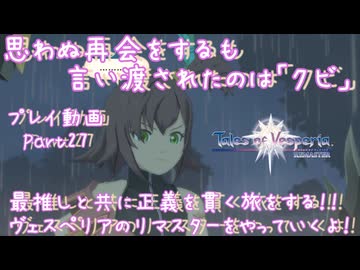 思わぬ再会をするも
言い渡されたのは「クビ」
プレイ動画
Part27
TALES OF VESPERIA
REMASTER
最推しと共に正義を貫く旅をする!!!
ヴェスペリアのリマスターをやっていくよ!!